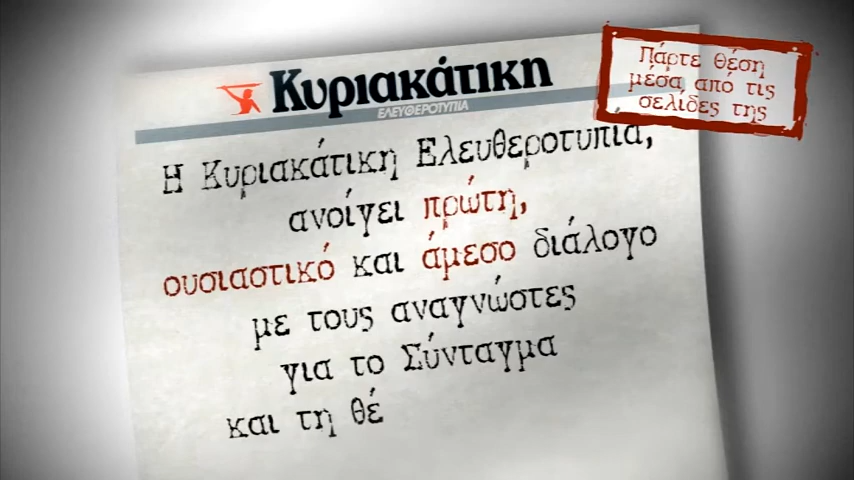 Κυριακάτικη
ΕΛΕΥΘΕΡΟΤΥΠΙΑ
Πάρτε θέση
μέσα από τις
σελίδες της
Η Κυριακάτικη Ελευθεροτυπία,
ανοίγει πρώτη,
ουσιαστικό και άμεσο διάλογο
με τους αναγνώστες
για το Σύνταγμα
και τη θέ